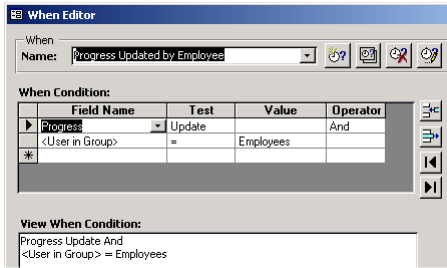 When Editor
When
Name: Progress Updated by Employee
When Condition:
Field Name Test Value Operator
Progress Update And
<User in Group> = Employees
View When Condition:
Progress Update And
<User in Group> = Employees